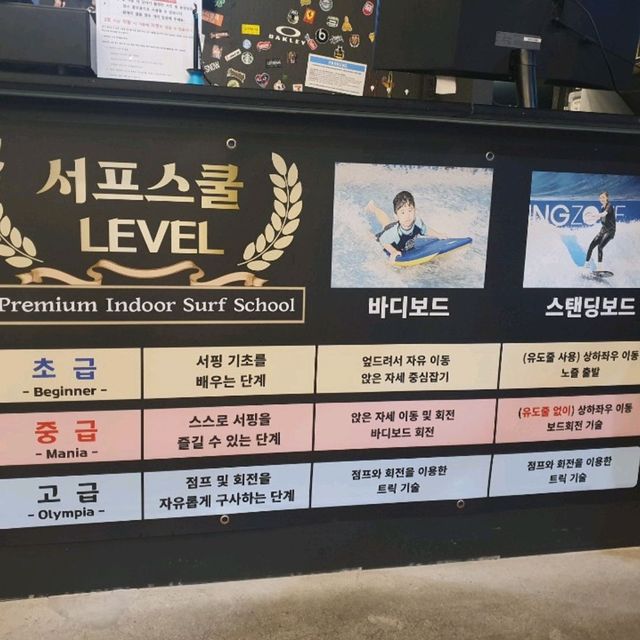 OAKLEY
서프스쿨
LEVEL
Premium Indoor Surf School
바디보드
스탠딩보드
초 급
- Beginner -
서핑 기초를
배우는 단계
엎드려서 자유 이동
앉은 자세 중심잡기
(유도줄 사용) 상하좌우 이동
노줄 출발
중 급
- Mania -
스스로 서핑을
즐길 수 있는 단계
앉은 자세 이동 및 회전
바디보드 회전
(유도줄 없이) 상하좌우 이동
보드회전 기술
고 급
- Olympia -
점프 및 회전을
자유롭게 구사하는 단계
점프와 회전을 이용한
트릭 기술
점프와 회전을 이용한
트릭 기술